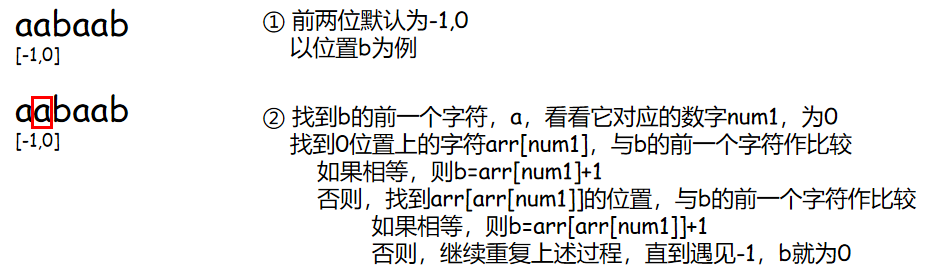 aabaab
[-1,0]
① 前两位默认为-1,0
以位置b为例
aabaab
[-1,0]
② 找到b的前一个字符，a，看看它对应的数字num1，为0
找到0位置上的字符arr[num1]，与b的前一个字符作比较
如果相等，则b=arr[num1]+1
否则，找到arr[arr[num1]]的位置，与b的前一个字符作比较
如果相等，则b=arr[arr[num1]]+1
否则，继续重复上述过程，直到遇见-1，b就为0